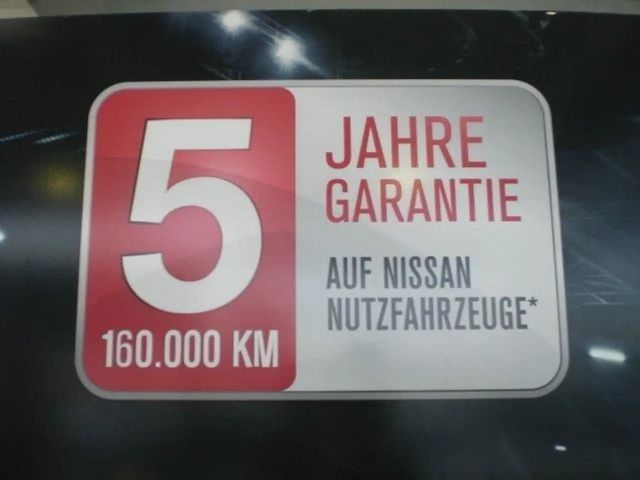 5
160.000 KM
JAHRE
GARANTIE
AUF NISSAN
NUTZFAHRZEUGE*